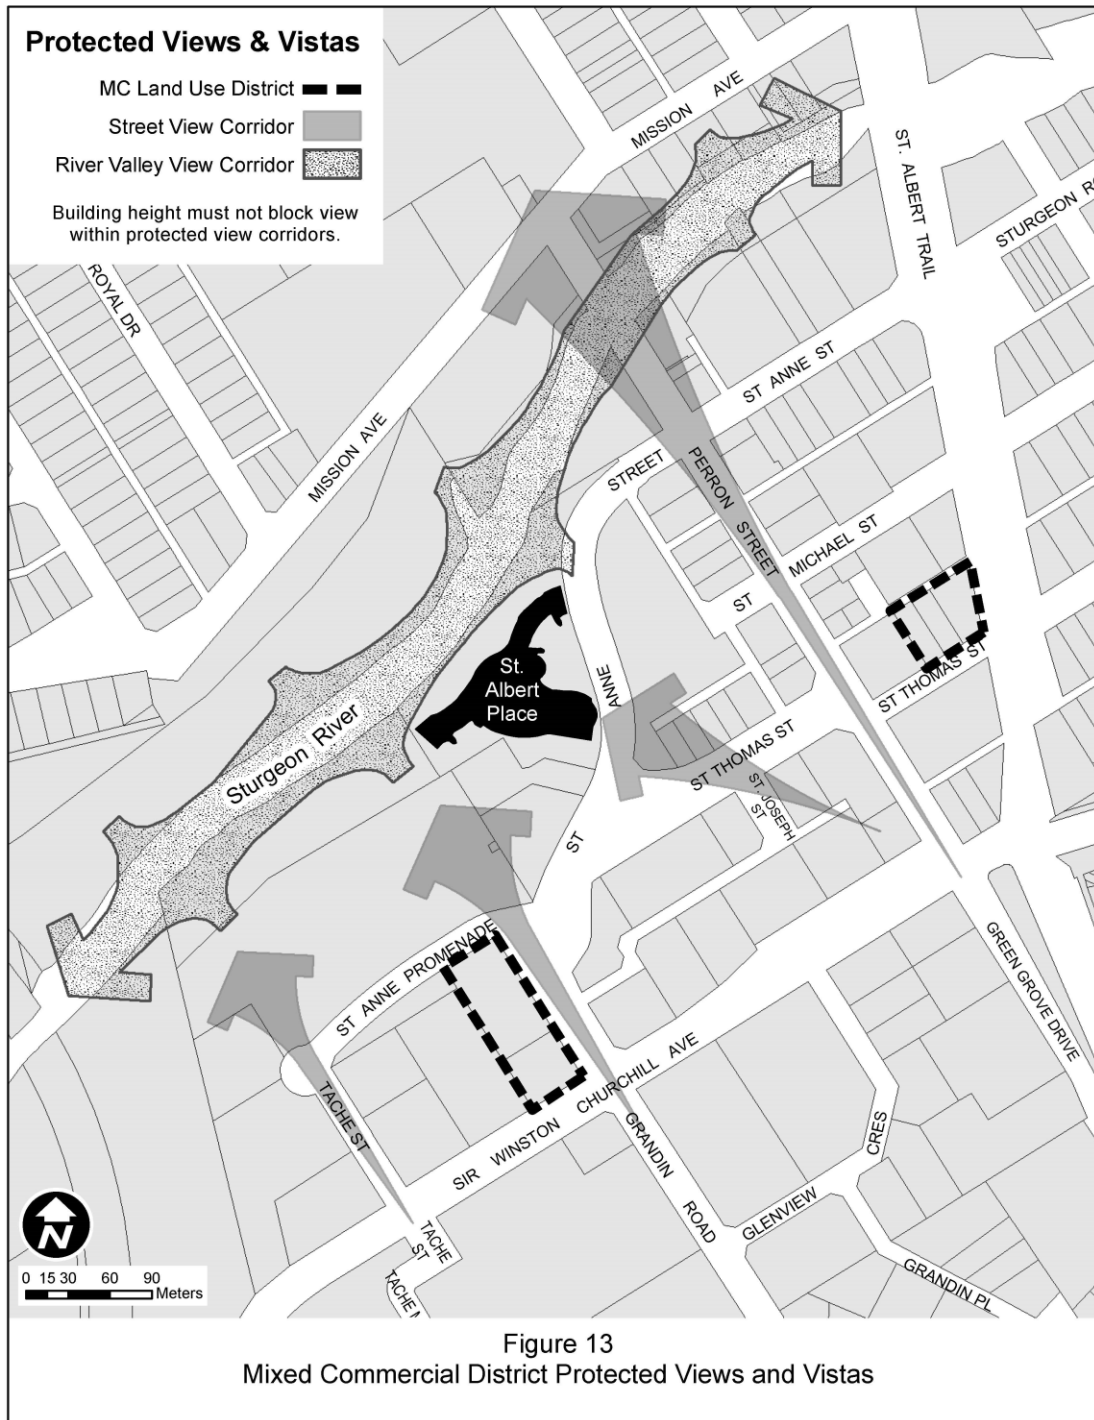 Protected Views & Vistas
MC Land Use District
Street View Corridor
River Valley View Corridor
Building height must not block view
within protected view corridors.
MISSION AVE
ST. ALBERT TRAIL
STURGEON R
ROYAL DR
ST ANNE ST
MISSION AVE
STREET
PERRON STREET
MICHAEL ST
ST
ANNE
ST THOMAS ST
St.
Albert
Place
Sturgeon River
ST THOMAS ST
ST. JOSEPH
ST
ST
ST ANNE PROMENADE
GREEN GROVE DRIVE
TACHE ST
SIR WINSTON CHURCHILL AVE
GRANDIN ROAD
CRES
GLENVIEW
TACHE
ST
GRANDIN PL
TACHE
N
0 15 30 60 90
Meters
Figure 13
Mixed Commercial District Protected Views and Vistas